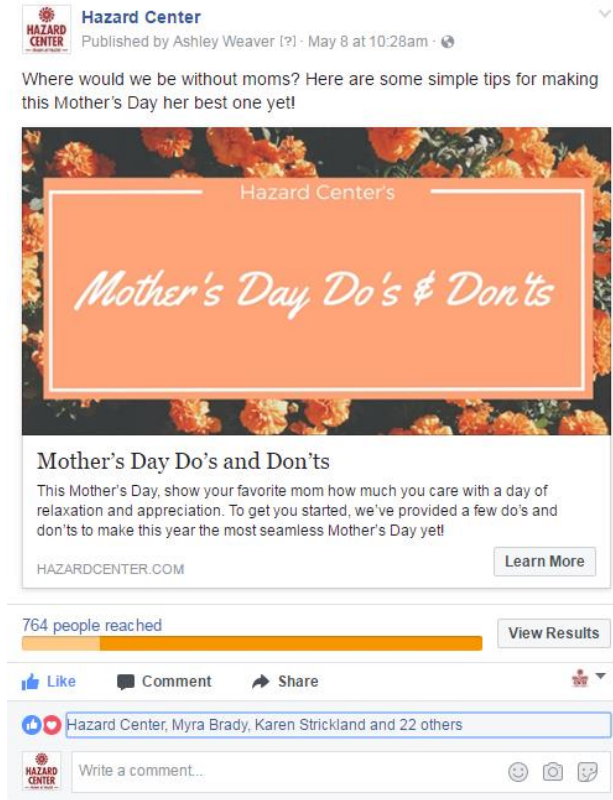 HAZARD
CENTER
Hazard Center
Published by Ashley Weaver [?] · May 8 at 10:28am ·
Where would we be without moms? Here are some simple tips for making
this Mother's Day her best one yet!
Hazard Center's
Mother's Day Do's & Don'ts
Mother’s Day Do’s and Don’ts
This Mother's Day, show your favorite mom how much you care with a day of
relaxation and appreciation. To get you started, we've provided a few do's and
don'ts to make this year the most seamless Mother's Day yet!
HAZARDCENTER.COM
Learn More
764 people reached
View Results
Like
Comment
Share
Hazard Center, Myra Brady, Karen Strickland and 22 others
HAZARD
CENTER
Write a comment...